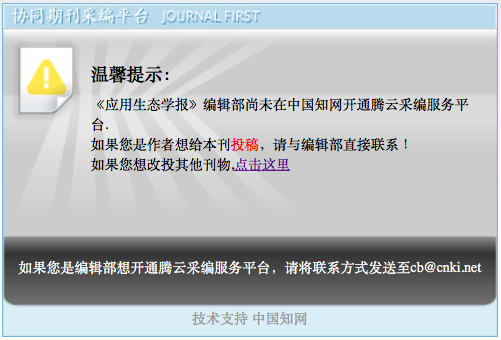 协同期刊采编平台 JOURNAL FIRST
温馨提示:
《应用生态学报》编辑部尚未在中国知网开通腾云采编服务平
台.
如果您是作者想给本刊投稿，请与编辑部直接联系！
如果您想改投其他刊物,点击这里
如果您是编辑部想开通腾云采编服务平台，请将联系方式发送至cb@cnki.net
技术支持 中国知网